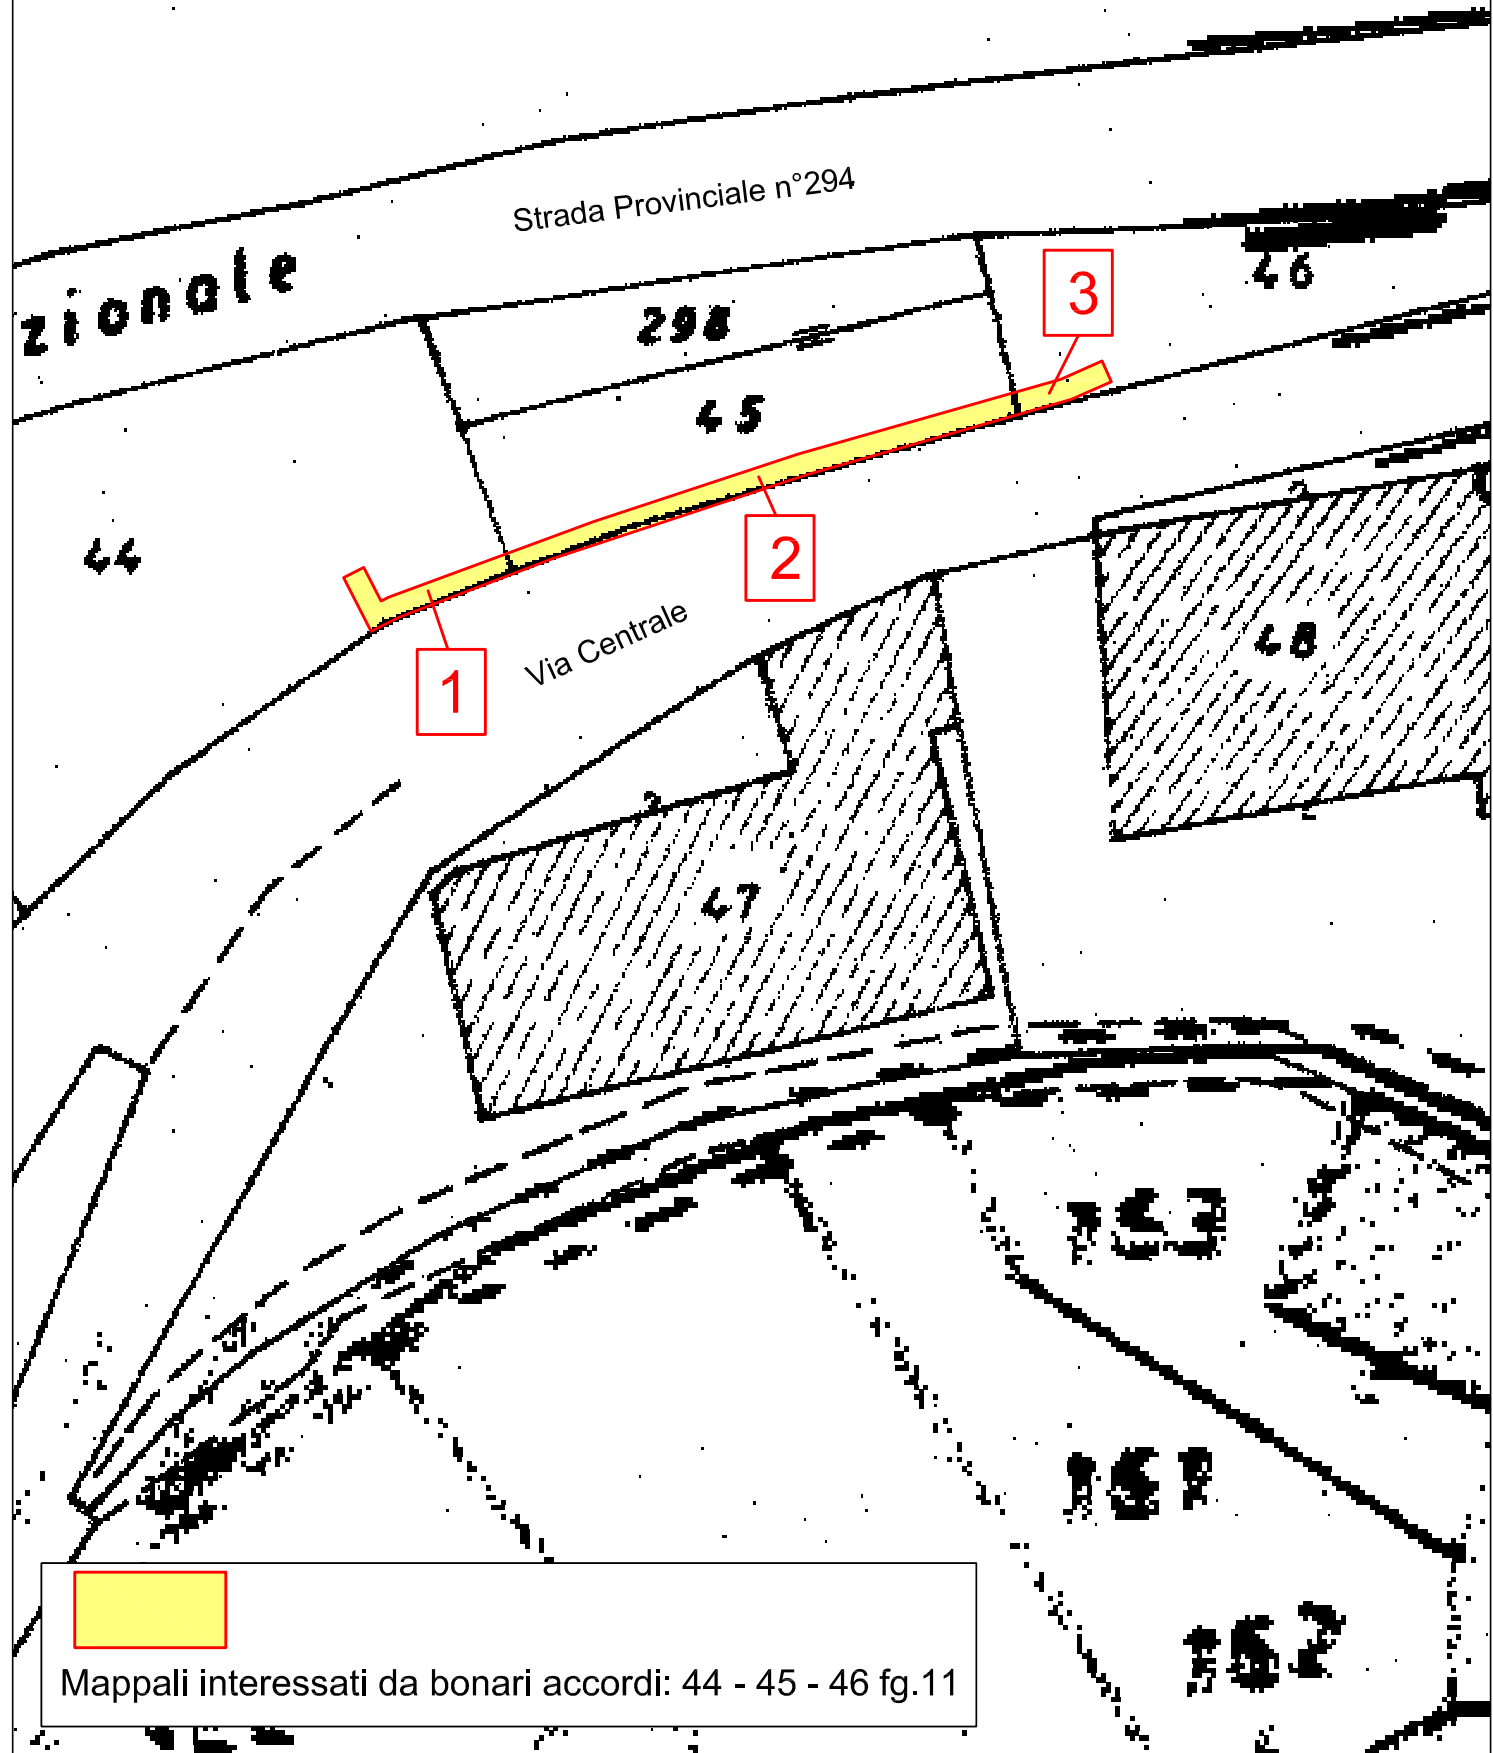 Strada Provinciale n°294
zionale
46
3
298
45
44
2
1
Via Centrale
48
47
Mappali interessati da bonari accordi: 44 - 45 - 46 fg.11